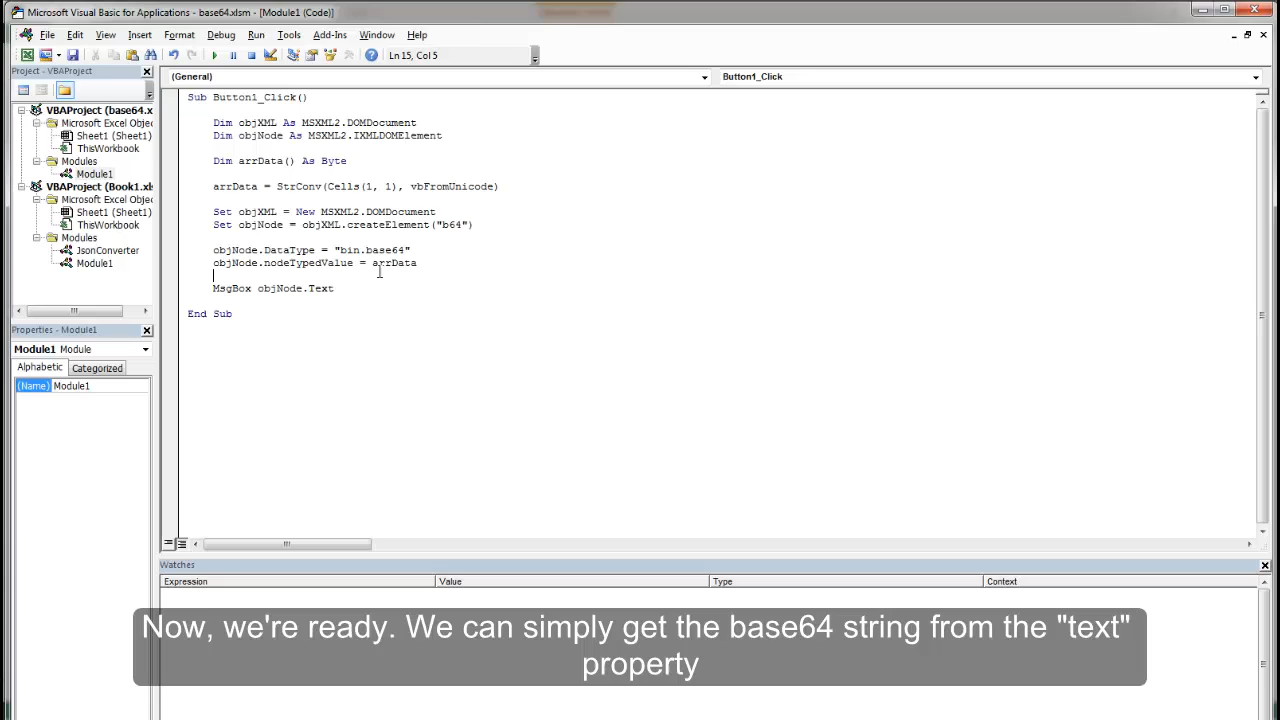 Microsoft Visual Basic for Applications - base64.xlsm - [Module1 (Code)]
File Edit View Insert Format Debug Run Tools Add-Ins Window Help
Ln 15, Col 5
Project - VBAProject
VBAProject (base64.x
Microsoft Excel Objec
Sheet1 (Sheet1)
ThisWorkbook
Modules
Module1
VBAProject (Book1.xls
Microsoft Excel Objec
Sheet1 (Sheet1)
ThisWorkbook
Modules
JsonConverter
Module1
Properties - Module1
Module1 Module
Alphabetic Categorized
(Name) Module1
(General) Button1_Click
Sub Button1_Click()
Dim objXML As MSXML2.DOMDocument
Dim objNode As MSXML2.IXMLDOMElement
Dim arrData() As Byte
arrData = StrConv(Cells(1, 1), vbFromUnicode)
Set objXML = New MSXML2.DOMDocument
Set objNode = objXML.createElement("b64")
objNode.DataType = "bin.base64"
objNode.nodeTypedValue = arrData
MsgBox objNode.Text
End Sub
Watches
Expression Value Type Context
Now, we're ready. We can simply get the base64 string from the "text"
property